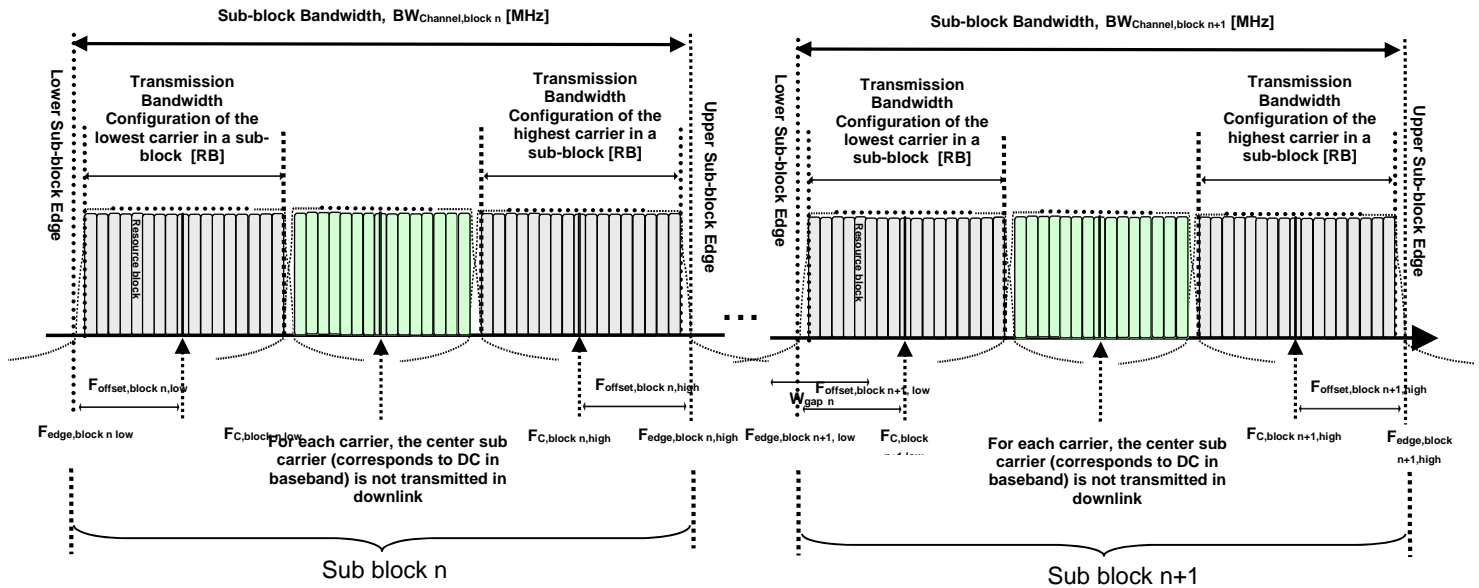 Sub-block Bandwidth, BWChannel,block n [MHz]
Lower Sub-block Edge
Transmission
Bandwidth
Configuration of the
lowest carrier in a sub-
block [RB]
Transmission
Bandwidth
Configuration of the
highest carrier in a
sub-block [RB]
Upper Sub-block Edge
Resource block
Foffset,block n,low
Foffset,block n,high
Fedge,block n low
FC,block n,low
FC,block n,high
Fedge,block n,high
For each carrier, the center sub
carrier (corresponds to DC in
baseband) is not transmitted in
downlink
Sub block n
...
Sub-block Bandwidth, BWChannel,block n+1 [MHz]
Lower Sub-block Edge
Transmission
Bandwidth
Configuration of the
lowest carrier in
a sub-block [RB]
Transmission
Bandwidth
Configuration of the
highest carrier in a
sub-block [RB]
Upper Sub-block Edge
Resource block
Foffset,block n+1, low
Wgap n
Foffset,block n+1,high
Fedge,block n+1, low
FC,block
n+1,low
FC,block n+1,high
Fedge,block
n+1,high
For each carrier, the center sub
carrier (corresponds to DC in
baseband) is not transmitted in
downlink
Sub block n+1